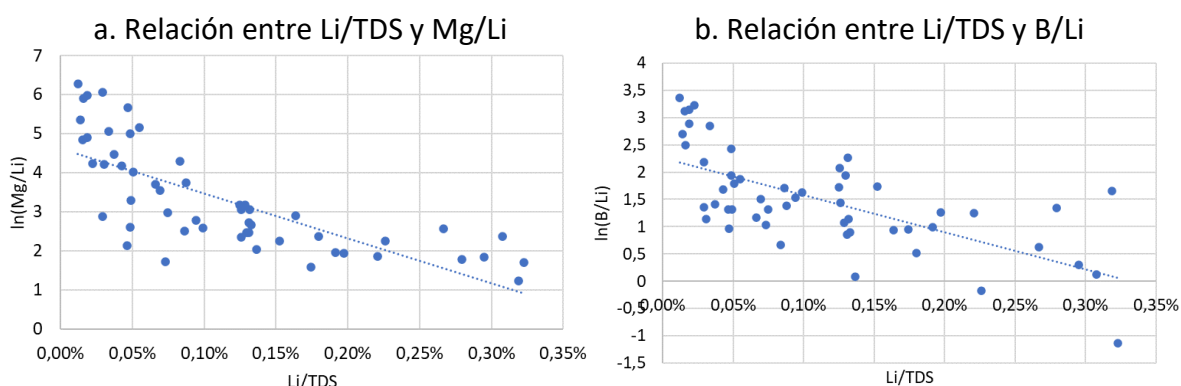 a. Relación entre Li/TDS y Mg/Li
7
6
5
4
3
2
1
0
ln(Mg/Li)
0,00% 0,05% 0,10% 0,15% 0,20% 0,25% 0,30% 0,35%
Li/TDS
b. Relación entre Li/TDS y B/Li
4
3,5
3
2,5
2
1,5
1
0,5
0
-0,5
-1
-1,5
ln(B/Li)
0,00% 0,05% 0,10% 0,15% 0,20% 0,25% 0,30% 0,35%
Li/TDS